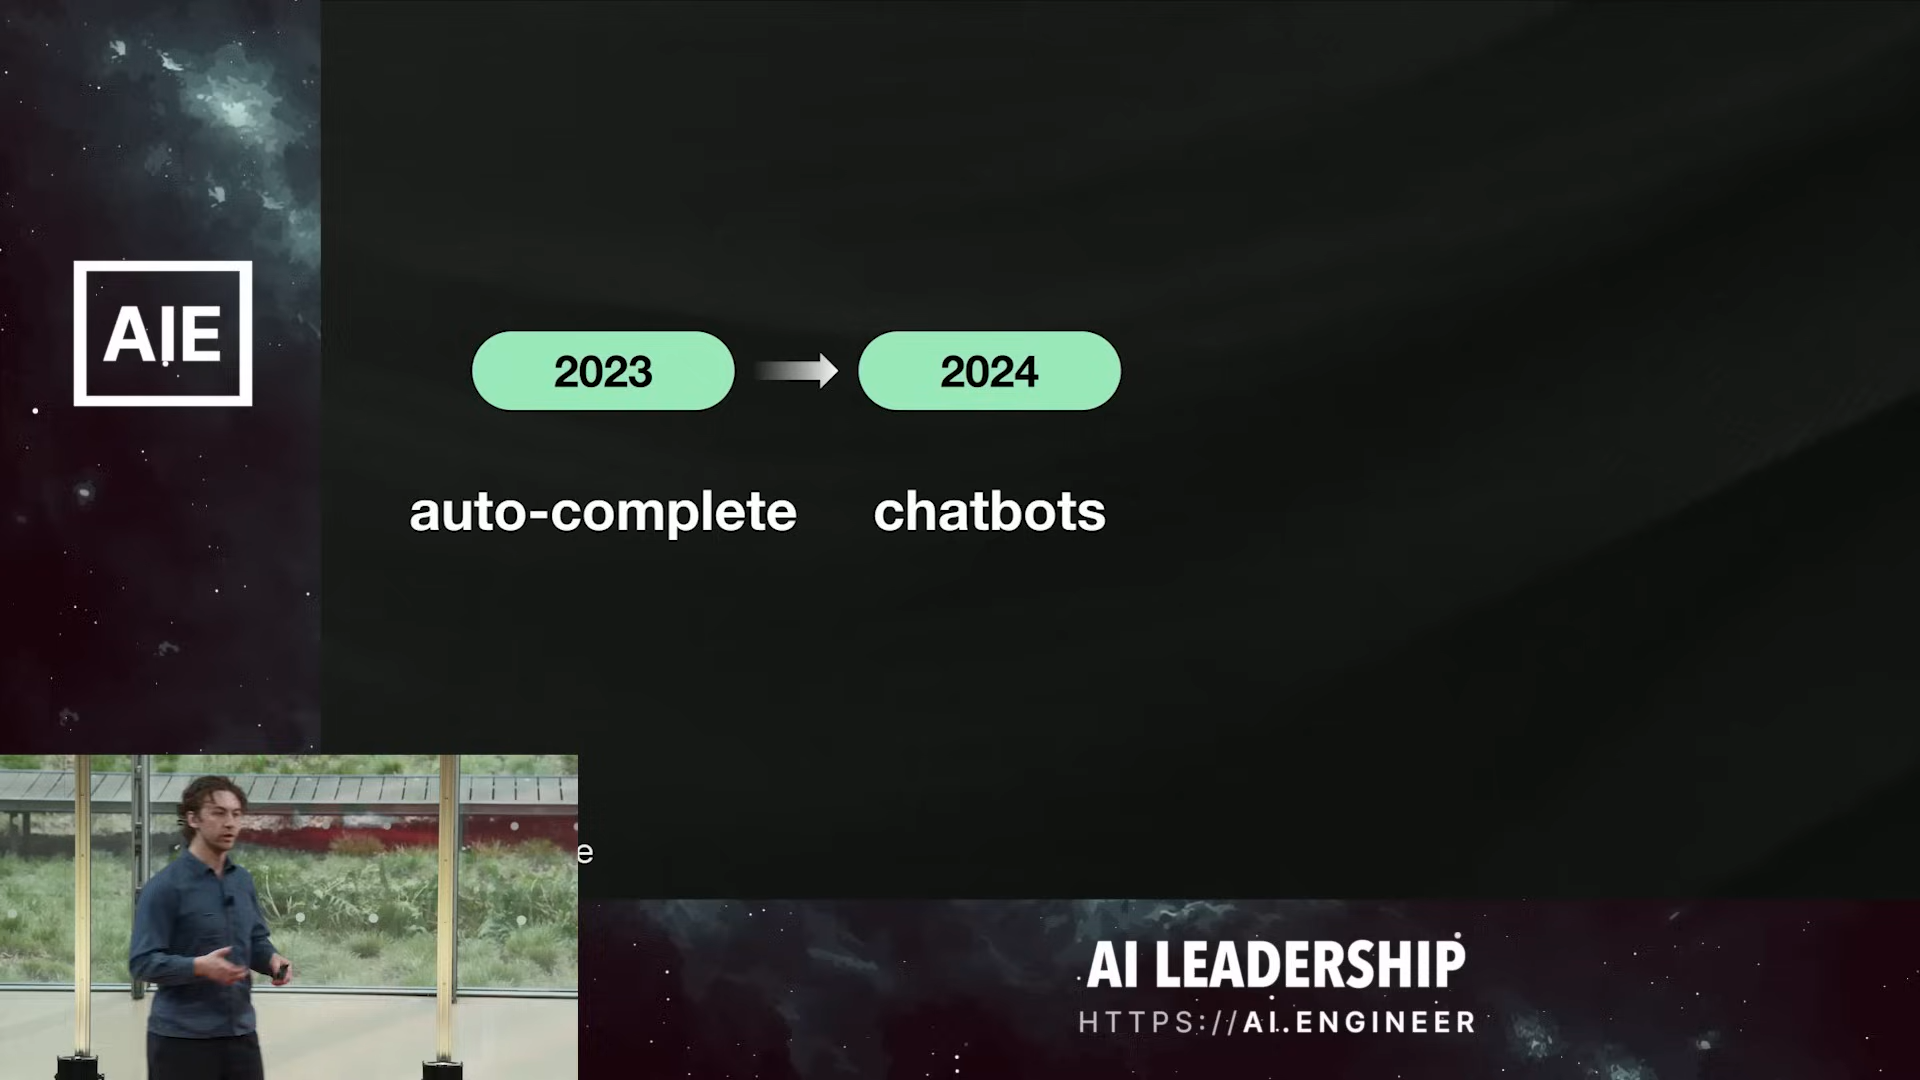 AIE
2023
2024
auto-complete
chatbots
e
AI LEADERSHIP
HTTPS://AI.ENGINEER